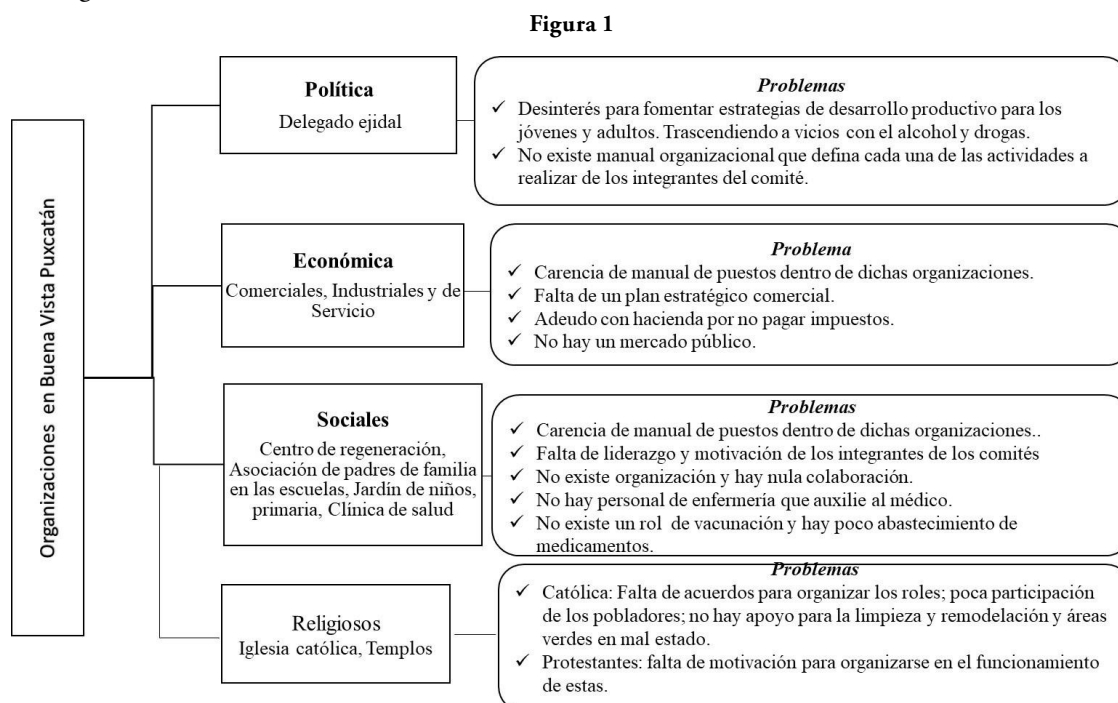 Figura 1
Organizaciones en Buena Vista Puxcatán
Política
Delegado ejidal
Problemas
✓ Desinterés para fomentar estrategias de desarrollo productivo para los
jóvenes y adultos. Trascendiendo a vicios con el alcohol y drogas.
✓ No existe manual organizacional que defina cada una de las actividades a
realizar de los integrantes del comité.
Económica
Comerciales, Industriales y de
Servicio
Problema
✓ Carencia de manual de puestos dentro de dichas organizaciones.
✓ Falta de un plan estratégico comercial.
✓ Adeudo con hacienda por no pagar impuestos.
✓ No hay un mercado público.
Sociales
Centro de regeneración,
Asociación de padres de familia
en las escuelas, Jardín de niños,
primaria, Clínica de salud
Problemas
✓ Carencia de manual de puestos dentro de dichas organizaciones..
✓ Falta de liderazgo y motivación de los integrantes de los comités
✓ No existe organización y hay nula colaboración.
✓ No hay personal de enfermería que auxilie al médico.
✓ No existe un rol de vacunación y hay poco abastecimiento de
medicamentos.
Religiosos
Iglesia católica, Templos
Problemas
✓ Católica: Falta de acuerdos para organizar los roles; poca participación
de los pobladores; no hay apoyo para la limpieza y remodelación y áreas
verdes en mal estado.
✓ Protestantes: falta de motivación para organizarse en el funcionamiento
de estas.